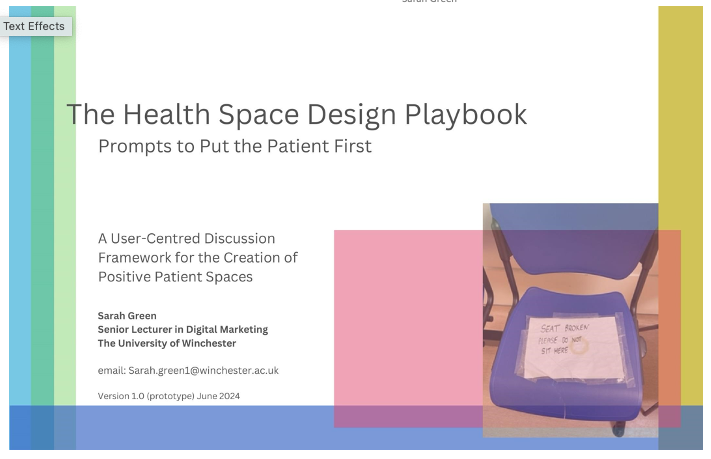 Text Effects
The Health Space Design Playbook
Prompts to Put the Patient First
A User-Centred Discussion
Framework for the Creation of
Positive Patient Spaces
Sarah Green
Senior Lecturer in Digital Marketing
The University of Winchester
email: Sarah.green1@winchester.ac.uk
Version 1.0 (prototype) June 2024
SEAT BROKEN
PLEASE DO NOT
SIT HERE